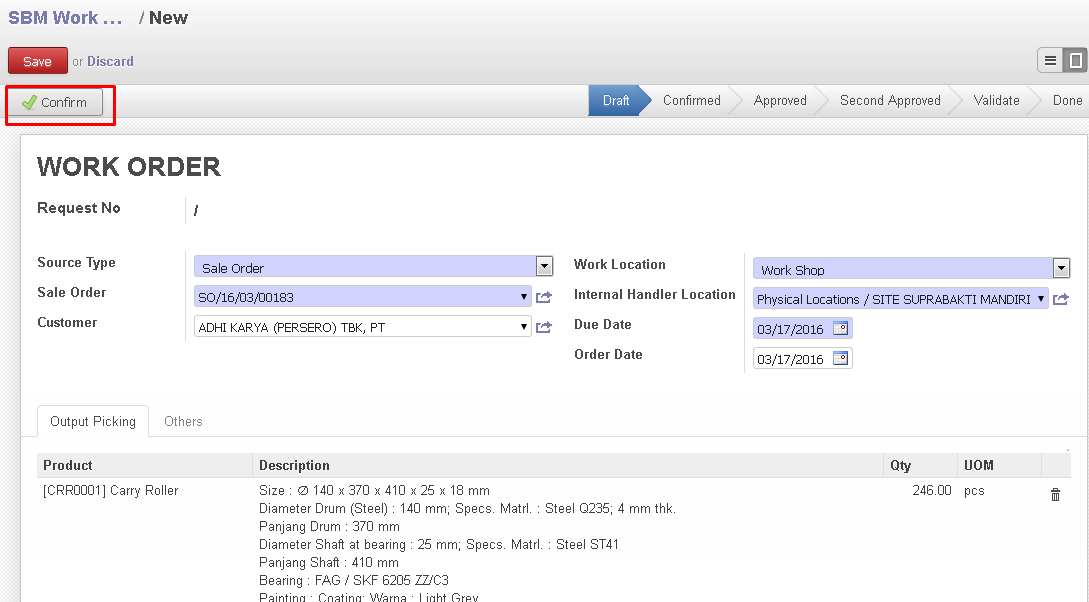 SBM Work ... / New
Save or Discard
Confirm
Draft Confirmed Approved Second Approved Validate Done
WORK ORDER
Request No /
Source Type Sale Order
Work Location Work Shop
Sale Order SO/16/03/00183
Internal Handler Location Physical Locations / SITE SUPRABAKTI MANDIRI
Customer ADHI KARYA (PERSERO) TBK, PT
Due Date 03/17/2016
Order Date 03/17/2016
Output Picking Others
Product Description Qty UOM
[CRR0001] Carry Roller Size : Ø 140 x 370 x 410 x 25 x 18 mm 246.00 pcs
Diameter Drum (Steel) : 140 mm; Specs. Matrl. : Steel Q235; 4 mm thk.
Panjang Drum : 370 mm
Diameter Shaft at bearing : 25 mm; Specs. Matrl. : Steel ST41
Panjang Shaft : 410 mm
Bearing : FAG / SKF 6205 ZZ/C3
Painting : Coating; Warna : Light Grey